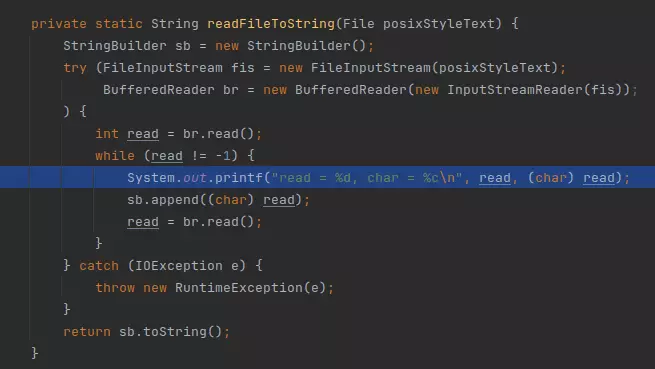 private static String readFileToString(File posixStyleText) {
StringBuilder sb = new StringBuilder();
try (FileInputStream fis = new FileInputStream(posixStyleText);
BufferedReader br = new BufferedReader(new InputStreamReader(fis));
) {
int read = br.read();
while (read != -1) {
System.out.printf("read = %d, char = %c\n", read, (char) read);
sb.append((char) read);
read = br.read();
}
} catch (IOException e) {
throw new RuntimeException(e);
}
return sb.toString();
}